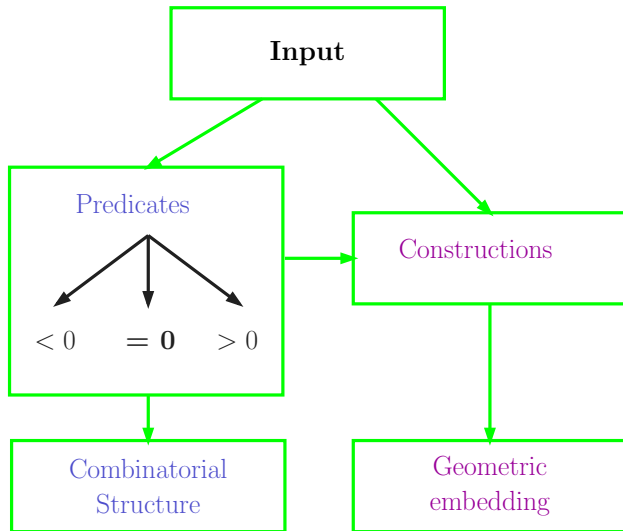 Input
Predicates
Constructions
< 0 = 0 > 0
Combinatorial
Structure
Geometric
embedding